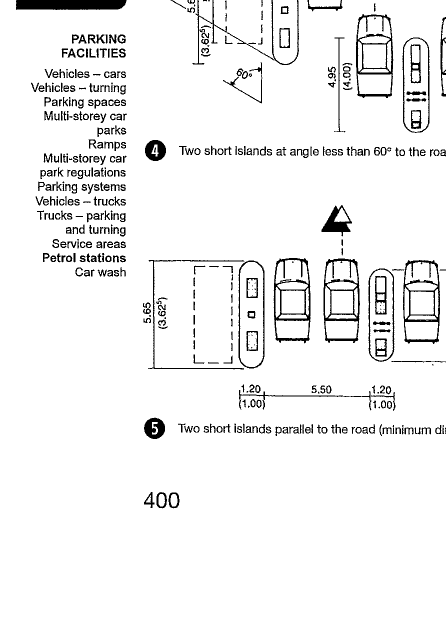 PARKING
FACILITIES
Vehicles – cars
Vehicles – turning
Parking spaces
Multi-storey car
parks
Ramps
Multi-storey car
park regulations
Parking systems
Vehicles – trucks
Trucks – parking
and turning
Service areas
Petrol stations
Car wash
(3.62⁵)
60°
4.95
(4.00)
4 Two short islands at angle less than 60° to the roa
5.65
(3.62⁵)
1.20 5.50 1.20
(1.00) (1.00)
5 Two short islands parallel to the road (minimum di
400